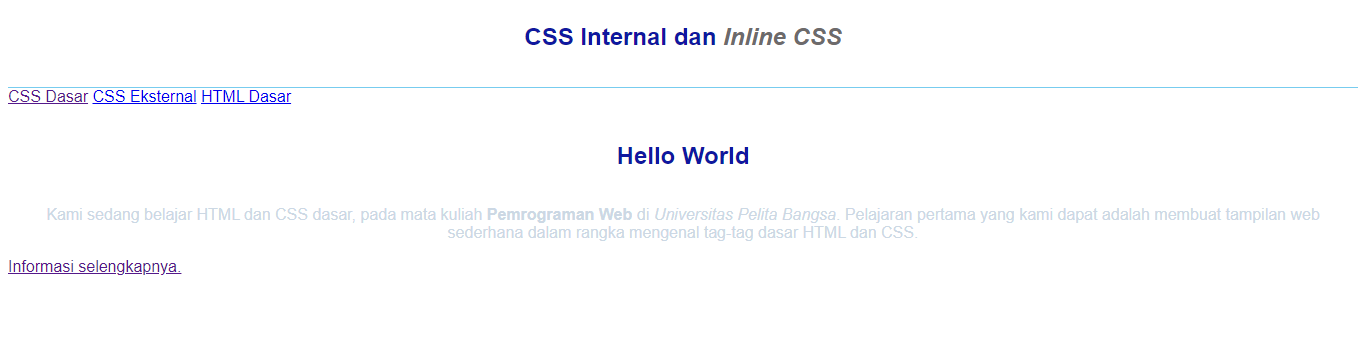 CSS Internal dan Inline CSS
CSS Dasar CSS Eksternal HTML Dasar
Hello World
Kami sedang belajar HTML dan CSS dasar, pada mata kuliah Pemrograman Web di Universitas Pelita Bangsa. Pelajaran pertama yang kami dapat adalah membuat tampilan web
sederhana dalam rangka mengenal tag-tag dasar HTML dan CSS.
Informasi selengkapnya.